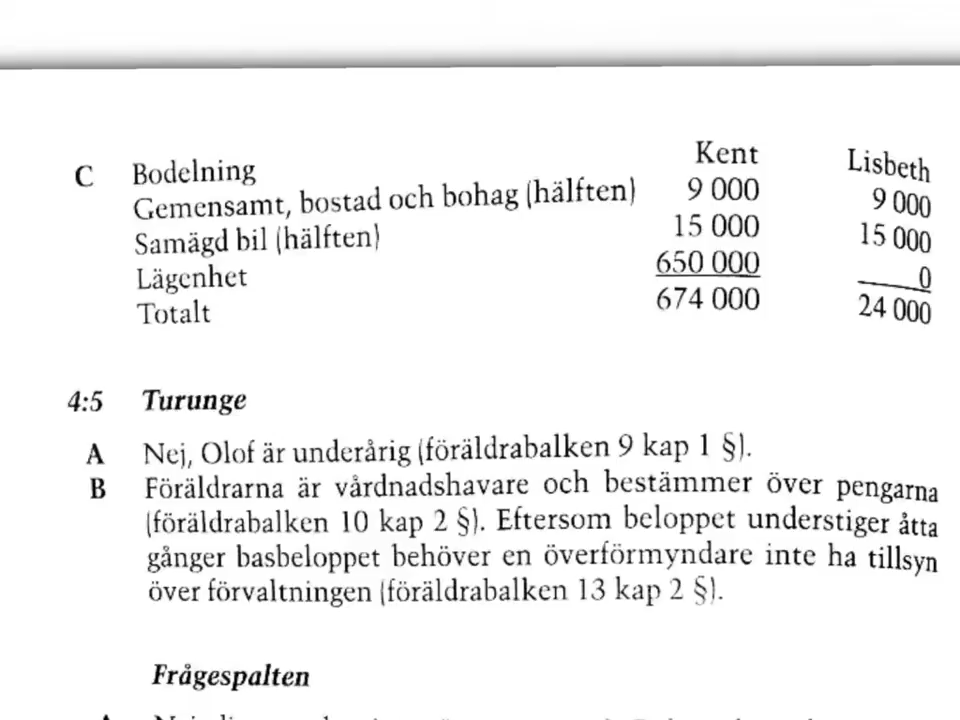 C Bodelning Kent Lisbeth
Gemensamt, bostad och bohag (hälften) 9 000 9 000
Samägd bil (hälften) 15 000 15 000
Lägenhet 650 000 0
Totalt 674 000 24 000
4:5 Turunge
A Nej, Olof är underårig (föräldrabalken 9 kap 1 §).
B Föräldrarna är vårdnadshavare och bestämmer över pengarna
(föräldrabalken 10 kap 2 §). Eftersom beloppet understiger åtta
gånger basbeloppet behöver en överförmyndare inte ha tillsyn
över förvaltningen (föräldrabalken 13 kap 2 §).
Frågespalten